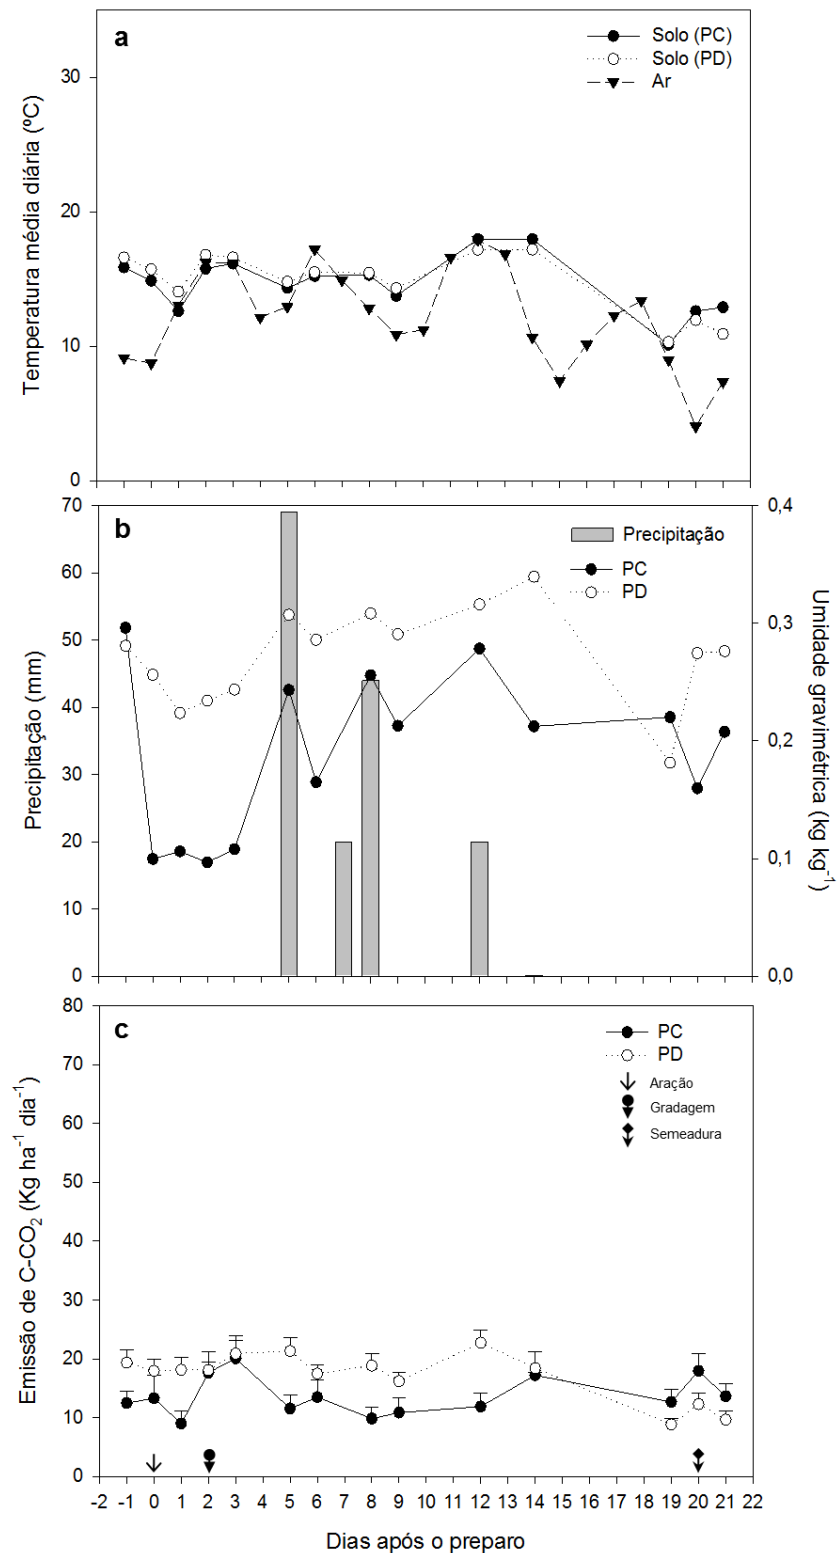 a
Solo (PC)
Solo (PD)
Ar
Temperatura média diária (ºC)
30
20
10
0
b
Precipitação
PC
PD
Precipitação (mm)
70
60
50
40
30
20
10
0
Umidade gravimétrica (kg kg⁻¹)
0,4
0,3
0,2
0,1
0,0
c
PC
PD
Aração
Gradagem
Semeadura
Emissão de C-CO₂ (Kg ha⁻¹ dia⁻¹)
80
70
60
50
40
30
20
10
0
-2 -1 0 1 2 3 4 5 6 7 8 9 10 11 12 13 14 15 16 17 18 19 20 21 22
Dias após o preparo